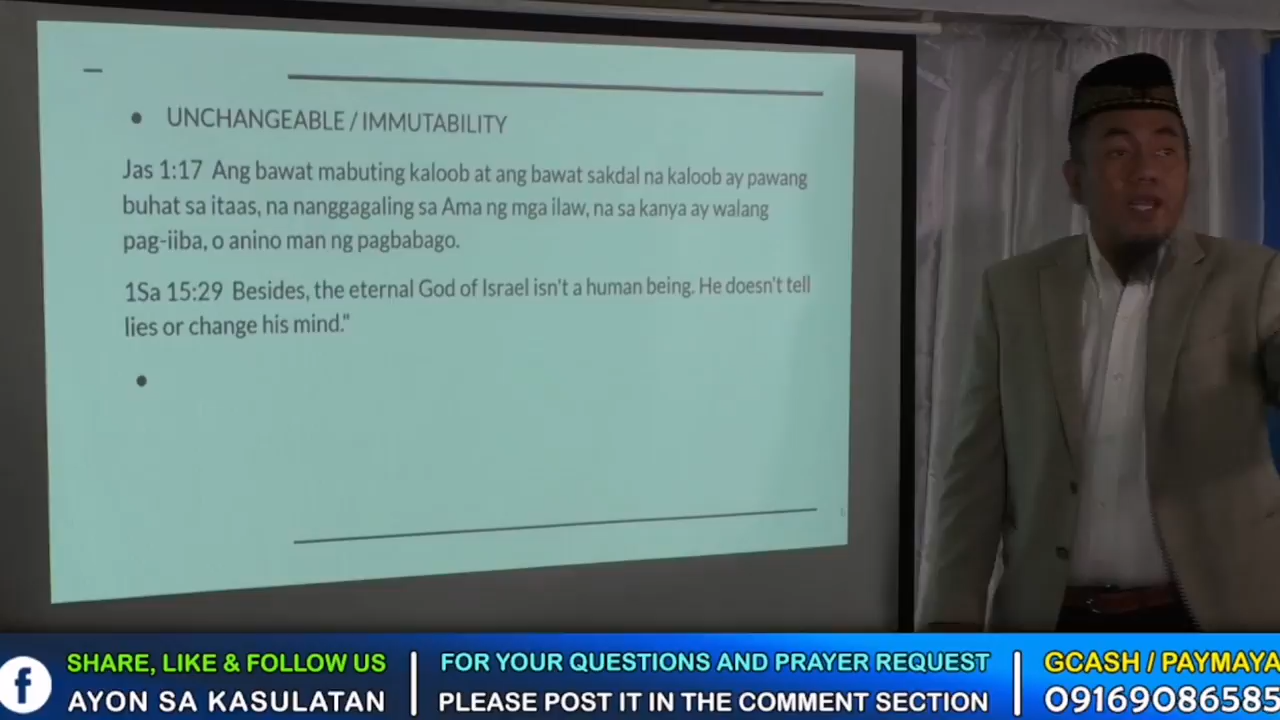 • UNCHANGEABLE / IMMUTABILITY
Jas 1:17 Ang bawat mabuting kaloob at ang bawat sakdal na kaloob ay pawang
buhat sa itaas, na nanggagaling sa Ama ng mga ilaw, na sa kanya ay walang
pag-iiba, o anino man ng pagbabago.
1Sa 15:29 Besides, the eternal God of Israel isn't a human being. He doesn't tell
lies or change his mind."
•
f
SHARE, LIKE & FOLLOW US
AYON SA KASULATAN
FOR YOUR QUESTIONS AND PRAYER REQUEST
PLEASE POST IT IN THE COMMENT SECTION
GCASH / PAYMAYA
09169086585